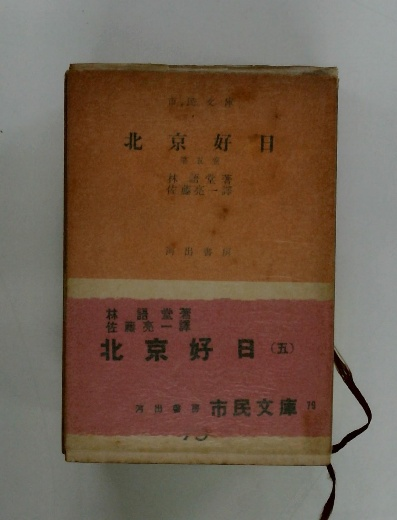 市民文庫
北京好日
第五卷
林語堂著
佐藤亮一譯
河出書房
林語堂著
佐藤亮一譯
北京好日(五)
河出書房 市民文庫 76